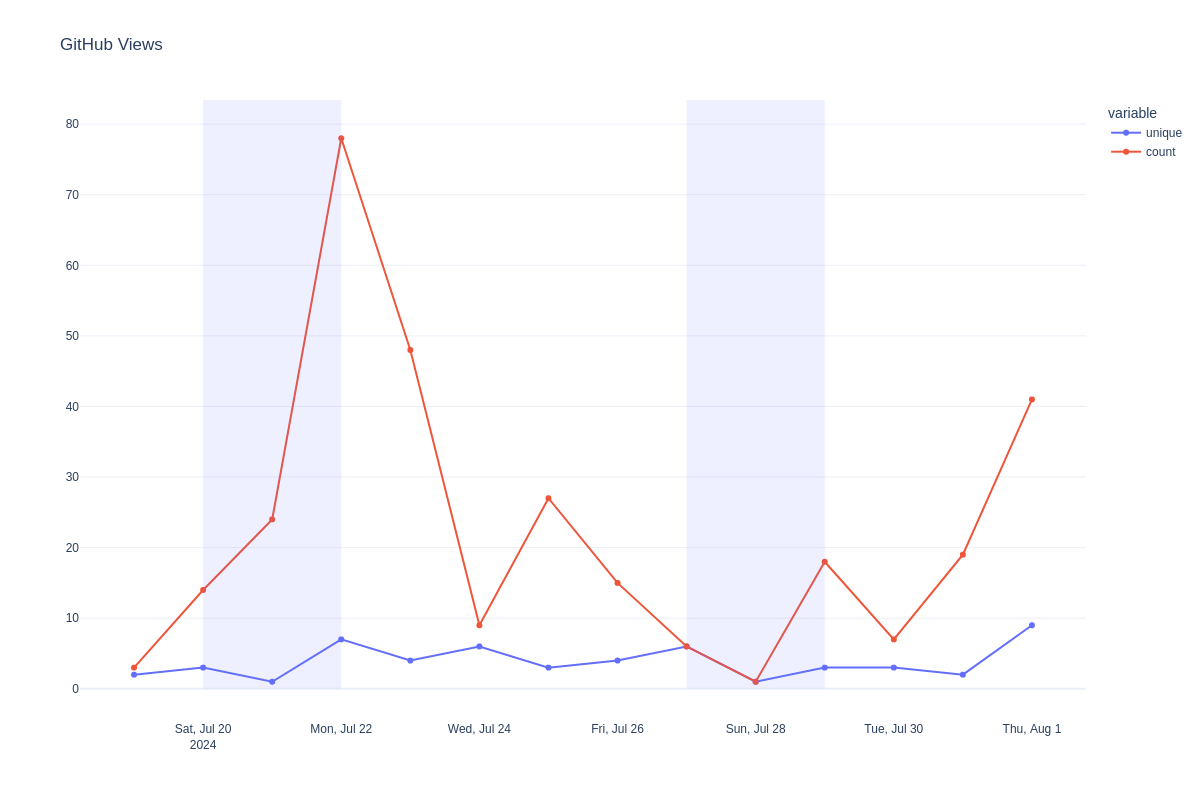 GitHub Views
variable
unique
count
80
70
60
50
40
30
20
10
0
Sat, Jul 20 Mon, Jul 22 Wed, Jul 24 Fri, Jul 26 Sun, Jul 28 Tue, Jul 30 Thu, Aug 1
2024